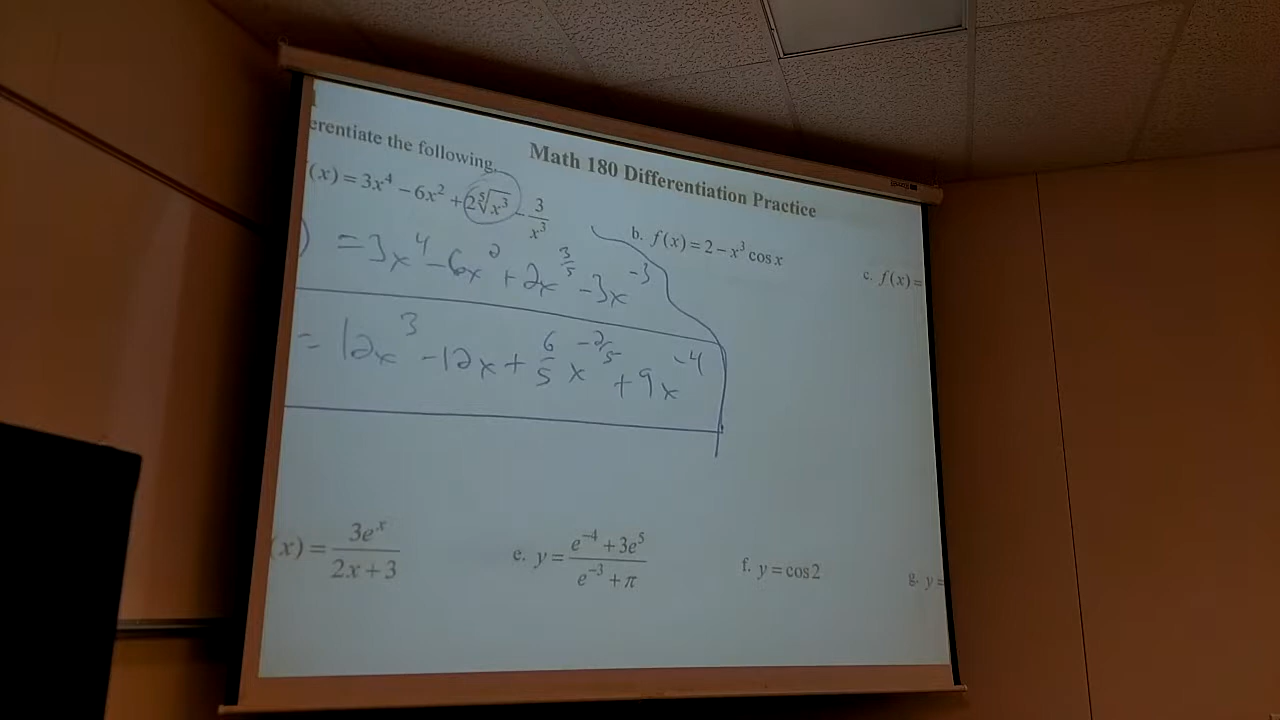 Math 180 Differentiation Practice
erentiate the following.
(x) = 3x⁴ − 6x² + 2⁵√x³ − 3/x³
b. f(x) = 2 − x³ cos x
c. f(x) =
) = 3x⁴ − 6x² + 2x^(3/5) − 3x⁻³
= 12x³ − 12x + 6/5 x^(−2/5) + 9x⁻⁴
(x) = 3eˣ/(2x + 3)
e. y = (e⁻⁴ + 3e⁵)/(e⁻³ + π)
f. y = cos 2
g. y =